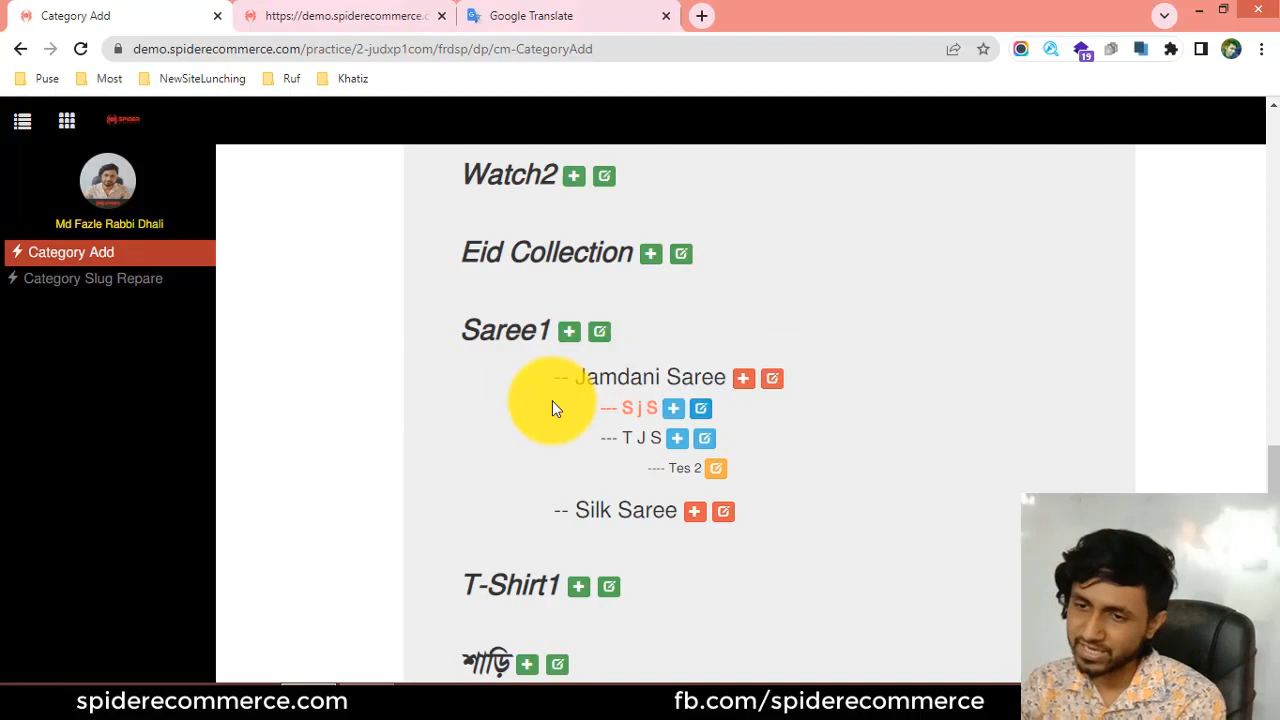 Category Add
https://demo.spiderecommerce.c
Google Translate
demo.spiderecommerce.com/practice/2-judxp1com/frdsp/dp/cm-CategoryAdd
19
Puse
Most
NewSiteLunching
Ruf
Khatiz
SPIDER
Md Fazle Rabbi Dhali
Category Add
Category Slug Repare
Watch2
Eid Collection
Saree1
-- Jamdani Saree
--- S j S
--- T J S
---- Tes 2
-- Silk Saree
T-Shirt1
শাড়ি
spiderecommerce.com
fb.com/spiderecommerce